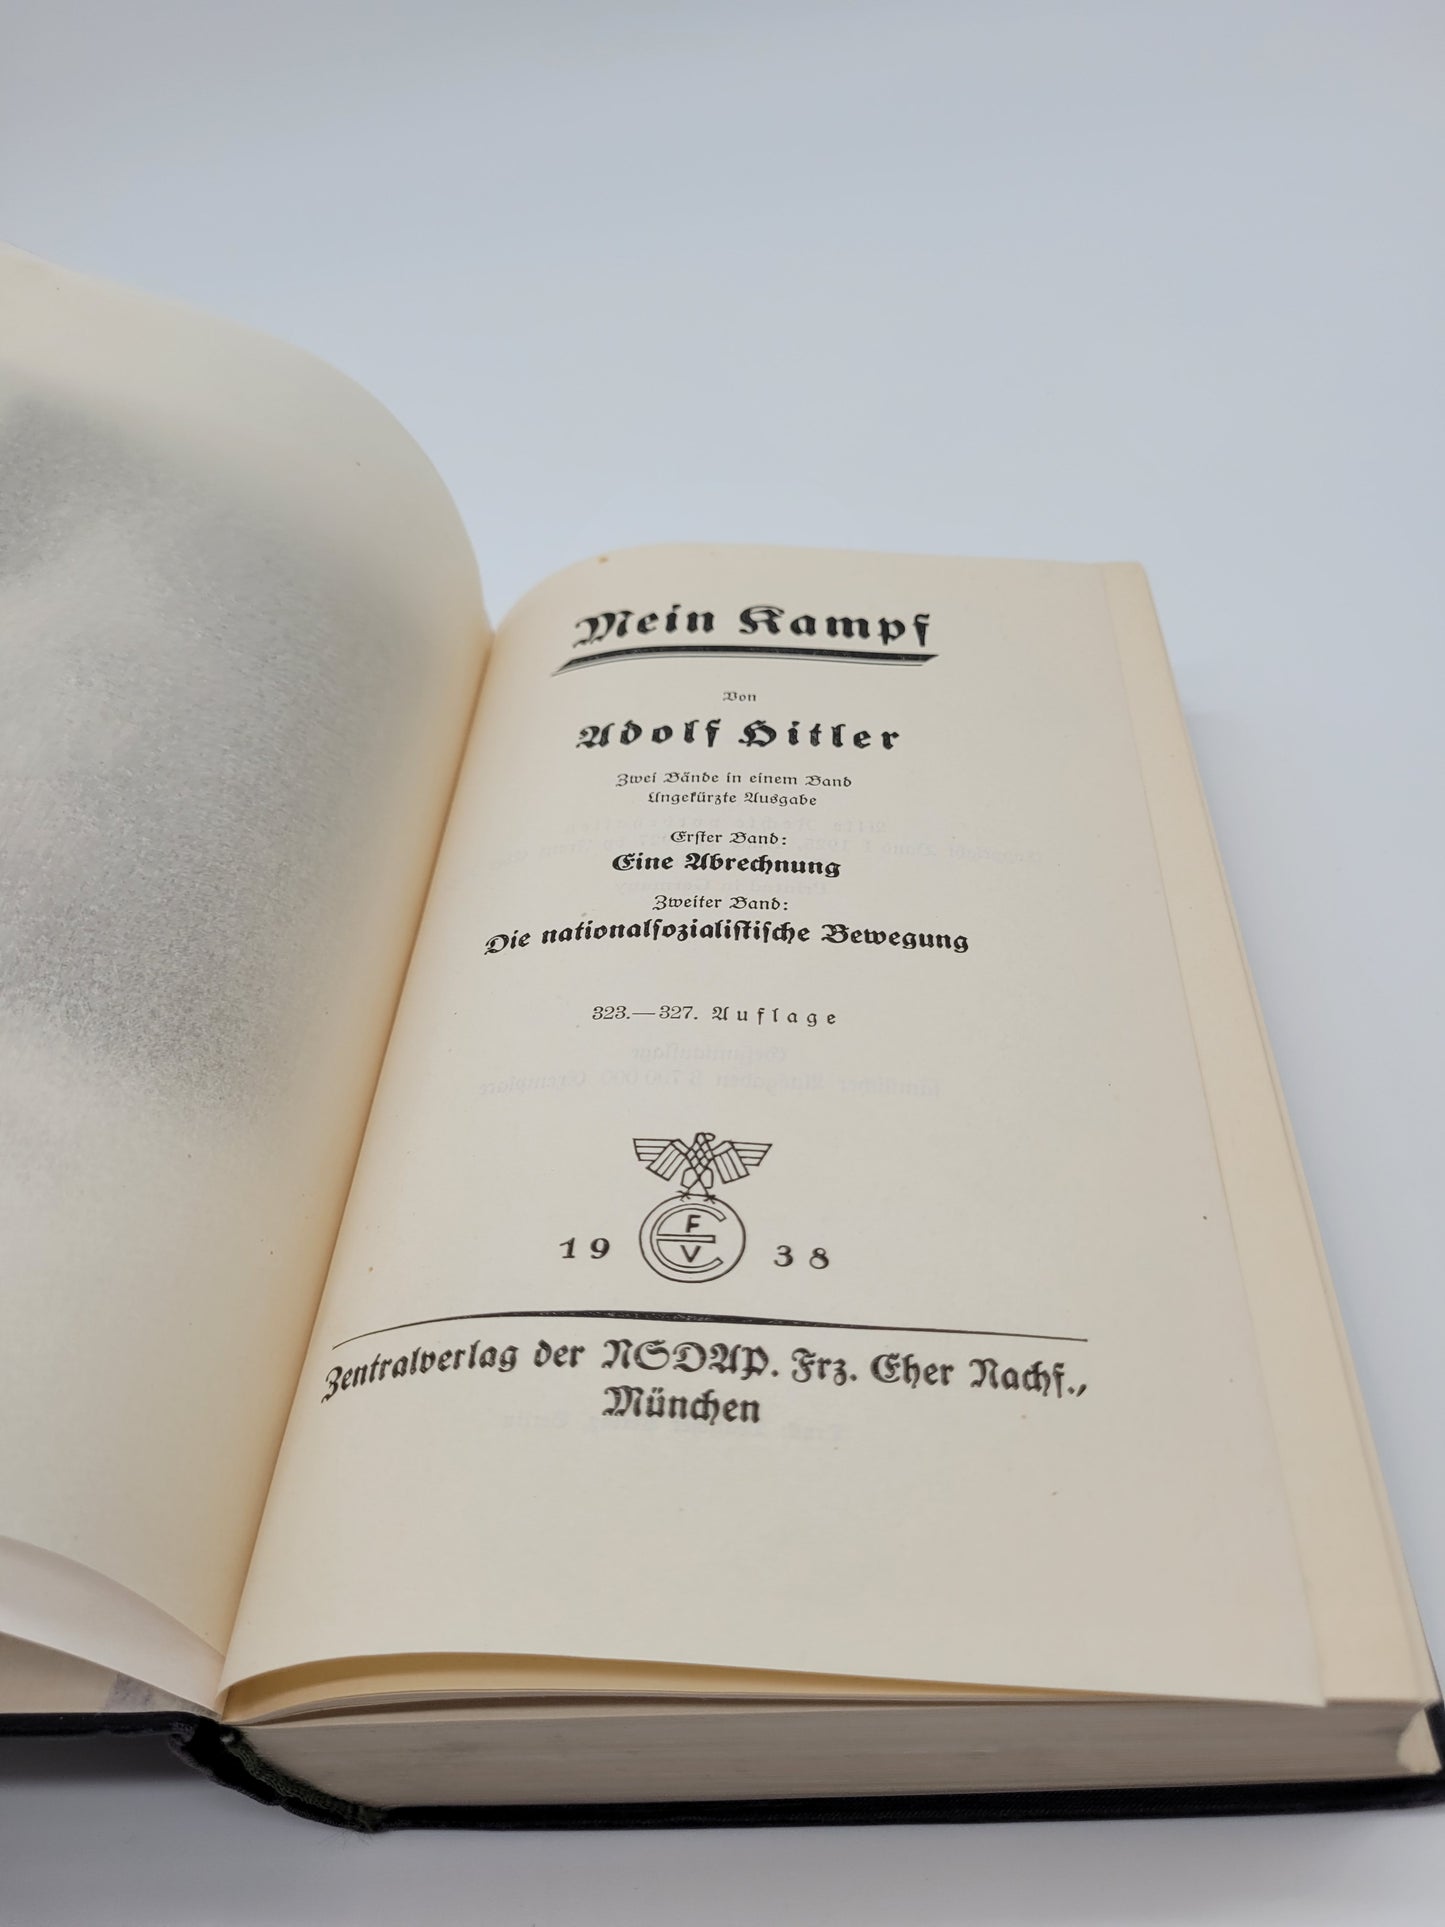 Mein Kampf
Von
Adolf Hitler
Zwei Bände in einem Band
Ungekürzte Ausgabe
Erster Band:
Eine Abrechnung
Zweiter Band:
Die nationalsozialistische Bewegung
323.—327. Auflage
F
V
19 38
Zentralverlag der NSDAP. Frz. Eher Nachf.,
München